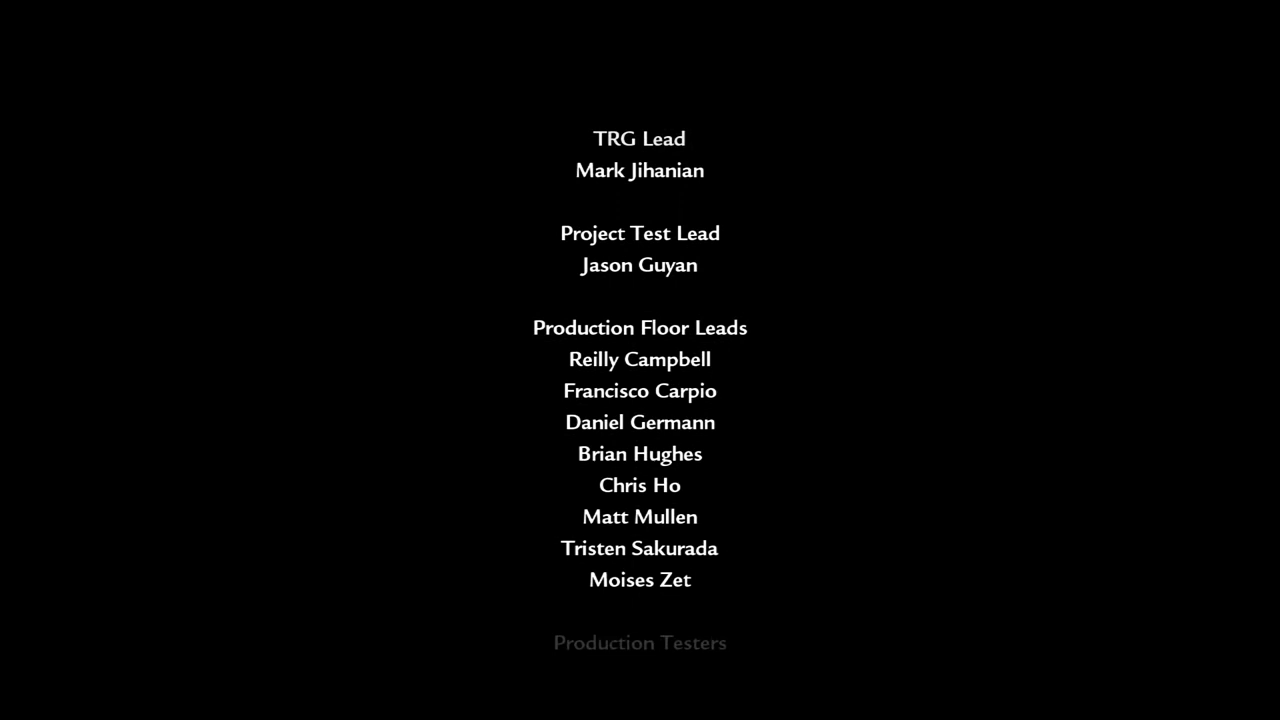 TRG Lead
Mark Jihanian
Project Test Lead
Jason Guyan
Production Floor Leads
Reilly Campbell
Francisco Carpio
Daniel Germann
Brian Hughes
Chris Ho
Matt Mullen
Tristen Sakurada
Moises Zet
Production Testers